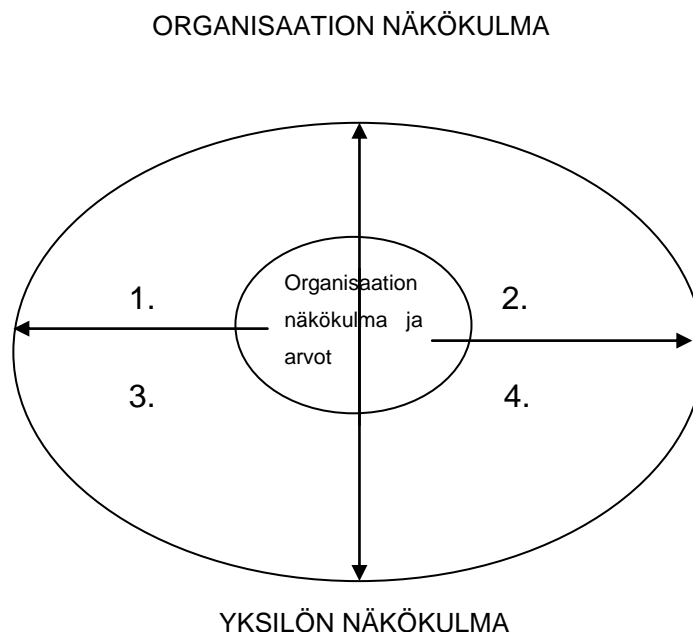 ORGANISAATION NÄKÖKULMA
1.
2.
Organisaation
näkökulma ja
arvot
3.
4.
YKSILÖN NÄKÖKULMA